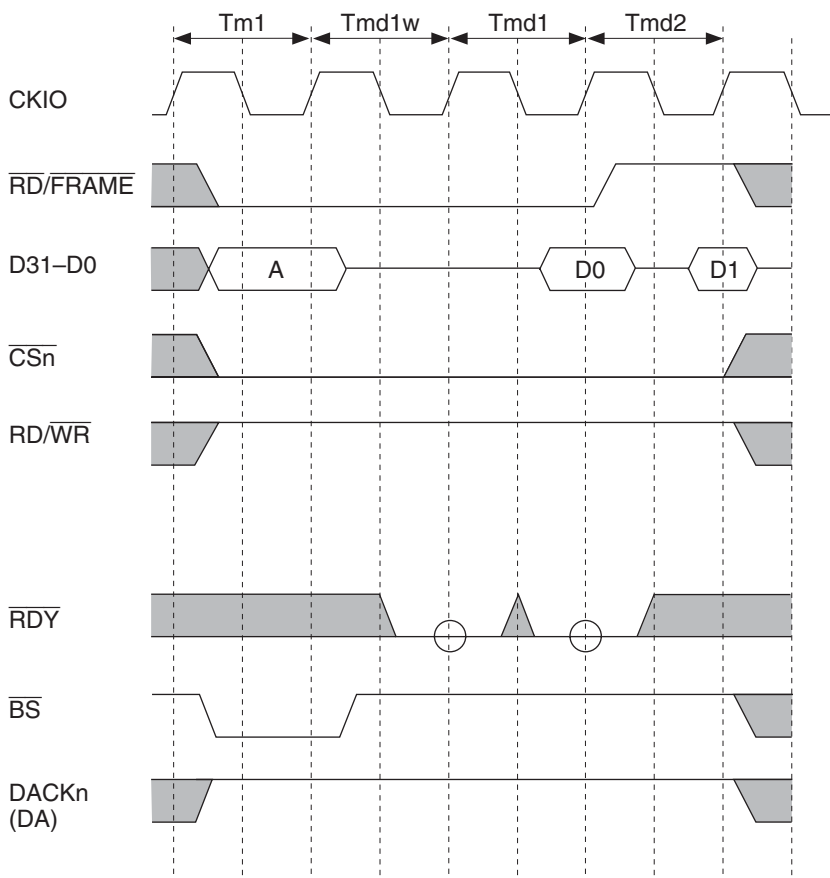 Tm1 Tmd1w Tmd1 Tmd2
CKIO
RD/FRAME
D31–D0 A D0 D1
CSn
RD/WR
RDY
BS
DACKn
(DA)